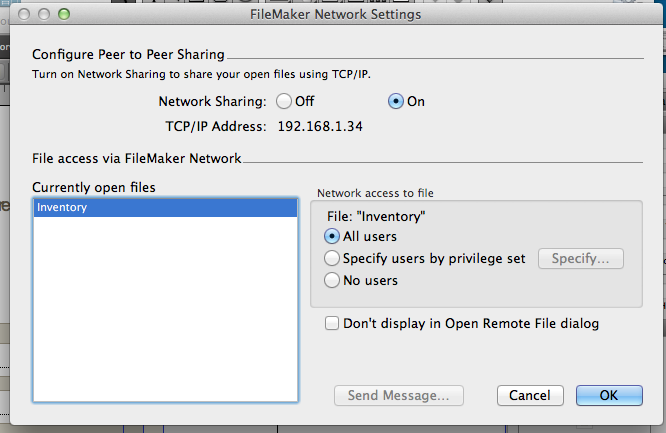 FileMaker Network Settings
Configure Peer to Peer Sharing
Turn on Network Sharing to share your open files using TCP/IP.
Network Sharing: Off On
TCP/IP Address: 192.168.1.34
File access via FileMaker Network
Currently open files
Inventory
Network access to file
File: "Inventory"
All users
Specify users by privilege set Specify...
No users
Don't display in Open Remote File dialog
Send Message... Cancel OK